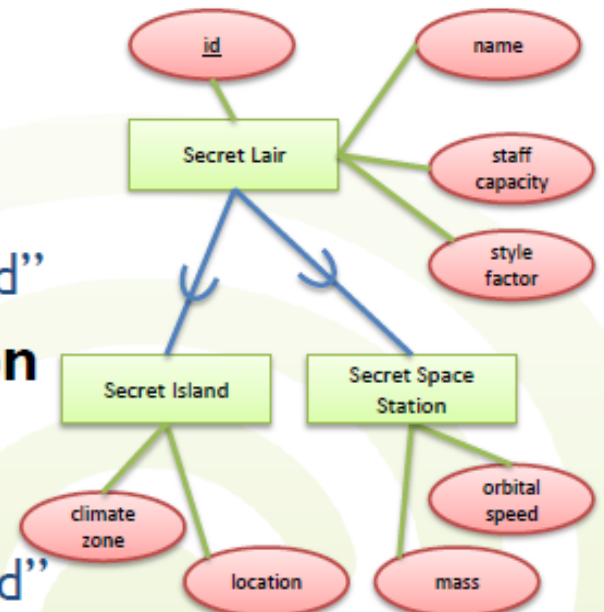 id
name
Secret Lair
staff
capacity
style
factor
d”
n
Secret Island
Secret Space
Station
climate
zone
orbital
speed
d”
location
mass